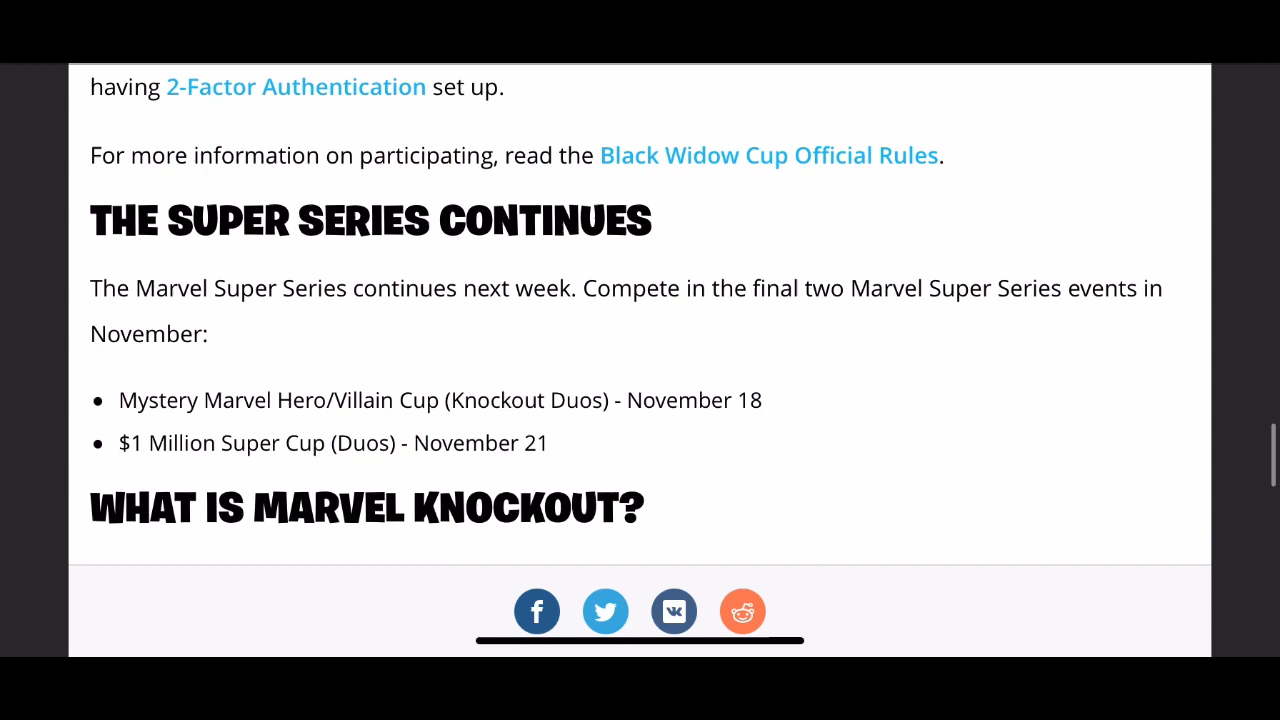 having 2-Factor Authentication set up.
For more information on participating, read the Black Widow Cup Official Rules.
THE SUPER SERIES CONTINUES
The Marvel Super Series continues next week. Compete in the final two Marvel Super Series events in
November:
● Mystery Marvel Hero/Villain Cup (Knockout Duos) - November 18
● $1 Million Super Cup (Duos) - November 21
WHAT IS MARVEL KNOCKOUT?